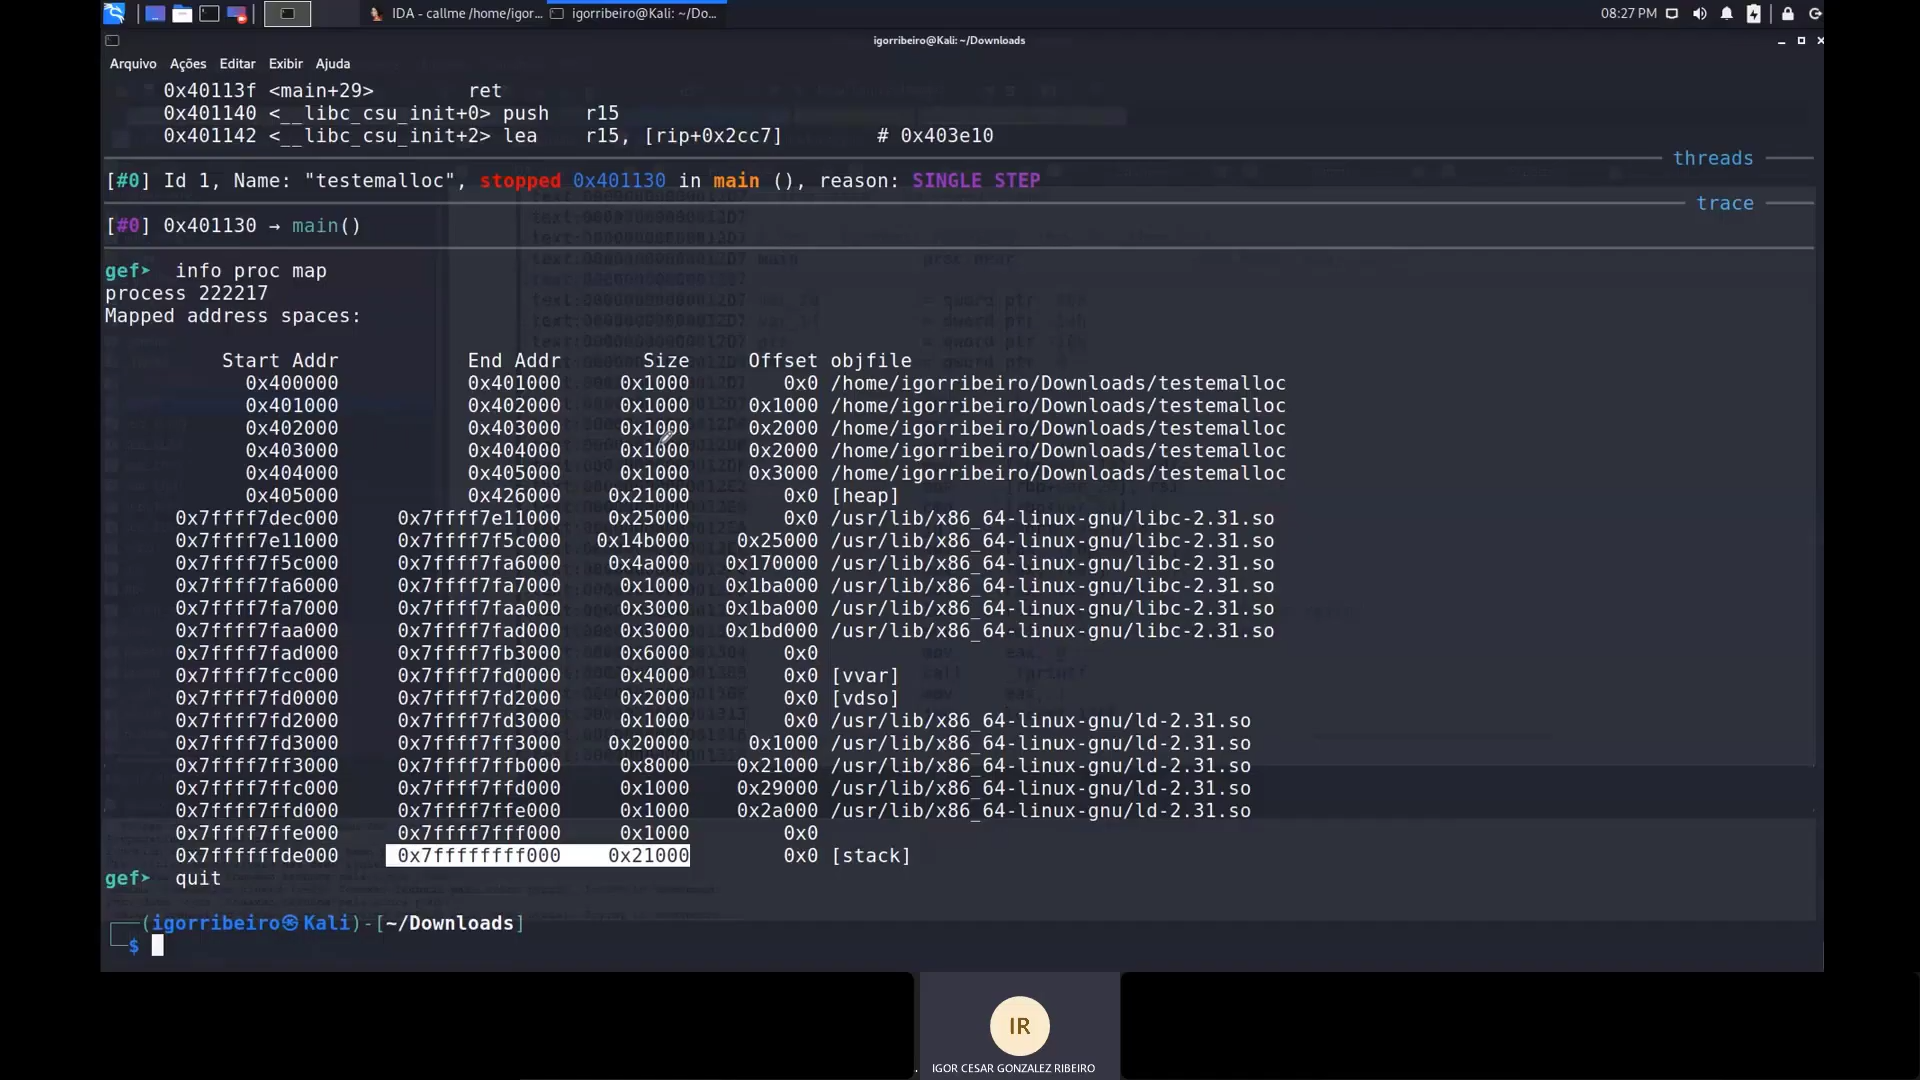 IDA - callme /home/igor...
igorribeiro@Kali: ~/Do...
08:27 PM
igorribeiro@Kali: ~/Downloads
Arquivo Ações Editar Exibir Ajuda
0x40113f <main+29> ret
0x401140 <__libc_csu_init+0> push r15
0x401142 <__libc_csu_init+2> lea r15, [rip+0x2cc7] # 0x403e10
threads
[#0] Id 1, Name: "testemalloc", stopped 0x401130 in main (), reason: SINGLE STEP
trace
[#0] 0x401130 → main()
gef➤ info proc map
process 222217
Mapped address spaces:
Start Addr End Addr Size Offset objfile
0x400000 0x401000 0x1000 0x0 /home/igorribeiro/Downloads/testemalloc
0x401000 0x402000 0x1000 0x1000 /home/igorribeiro/Downloads/testemalloc
0x402000 0x403000 0x1000 0x2000 /home/igorribeiro/Downloads/testemalloc
0x403000 0x404000 0x1000 0x2000 /home/igorribeiro/Downloads/testemalloc
0x404000 0x405000 0x1000 0x3000 /home/igorribeiro/Downloads/testemalloc
0x405000 0x426000 0x21000 0x0 [heap]
0x7ffff7dec000 0x7ffff7e11000 0x25000 0x0 /usr/lib/x86_64-linux-gnu/libc-2.31.so
0x7ffff7e11000 0x7ffff7f5c000 0x14b000 0x25000 /usr/lib/x86_64-linux-gnu/libc-2.31.so
0x7ffff7f5c000 0x7ffff7fa6000 0x4a000 0x170000 /usr/lib/x86_64-linux-gnu/libc-2.31.so
0x7ffff7fa6000 0x7ffff7fa7000 0x1000 0x1ba000 /usr/lib/x86_64-linux-gnu/libc-2.31.so
0x7ffff7fa7000 0x7ffff7faa000 0x3000 0x1ba000 /usr/lib/x86_64-linux-gnu/libc-2.31.so
0x7ffff7faa000 0x7ffff7fad000 0x3000 0x1bd000 /usr/lib/x86_64-linux-gnu/libc-2.31.so
0x7ffff7fad000 0x7ffff7fb3000 0x6000 0x0
0x7ffff7fcc000 0x7ffff7fd0000 0x4000 0x0 [vvar]
0x7ffff7fd0000 0x7ffff7fd2000 0x2000 0x0 [vdso]
0x7ffff7fd2000 0x7ffff7fd3000 0x1000 0x0 /usr/lib/x86_64-linux-gnu/ld-2.31.so
0x7ffff7fd3000 0x7ffff7ff3000 0x20000 0x1000 /usr/lib/x86_64-linux-gnu/ld-2.31.so
0x7ffff7ff3000 0x7ffff7ffb000 0x8000 0x21000 /usr/lib/x86_64-linux-gnu/ld-2.31.so
0x7ffff7ffc000 0x7ffff7ffd000 0x1000 0x29000 /usr/lib/x86_64-linux-gnu/ld-2.31.so
0x7ffff7ffd000 0x7ffff7ffe000 0x1000 0x2a000 /usr/lib/x86_64-linux-gnu/ld-2.31.so
0x7ffff7ffe000 0x7ffff7fff000 0x1000 0x0
0x7ffffffde000 0x7ffffffff000 0x21000 0x0 [stack]
gef➤ quit
(igorribeiro㉿Kali)-[~/Downloads]
$
IR
IGOR CESAR GONZALEZ RIBEIRO